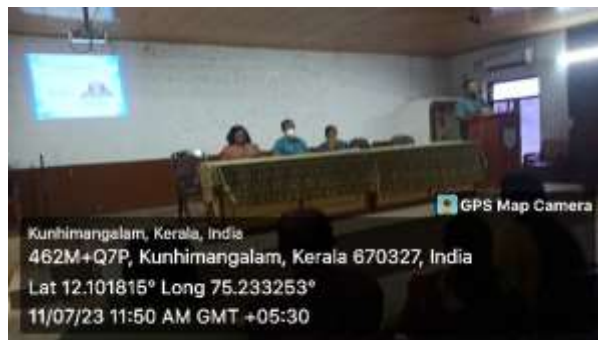 GPS Map Camera
Kunhimangalam, Kerala, India
462M+Q7P, Kunhimangalam, Kerala 670327, India
Lat 12.101815° Long 75.233253°
11/07/23 11:50 AM GMT +05:30